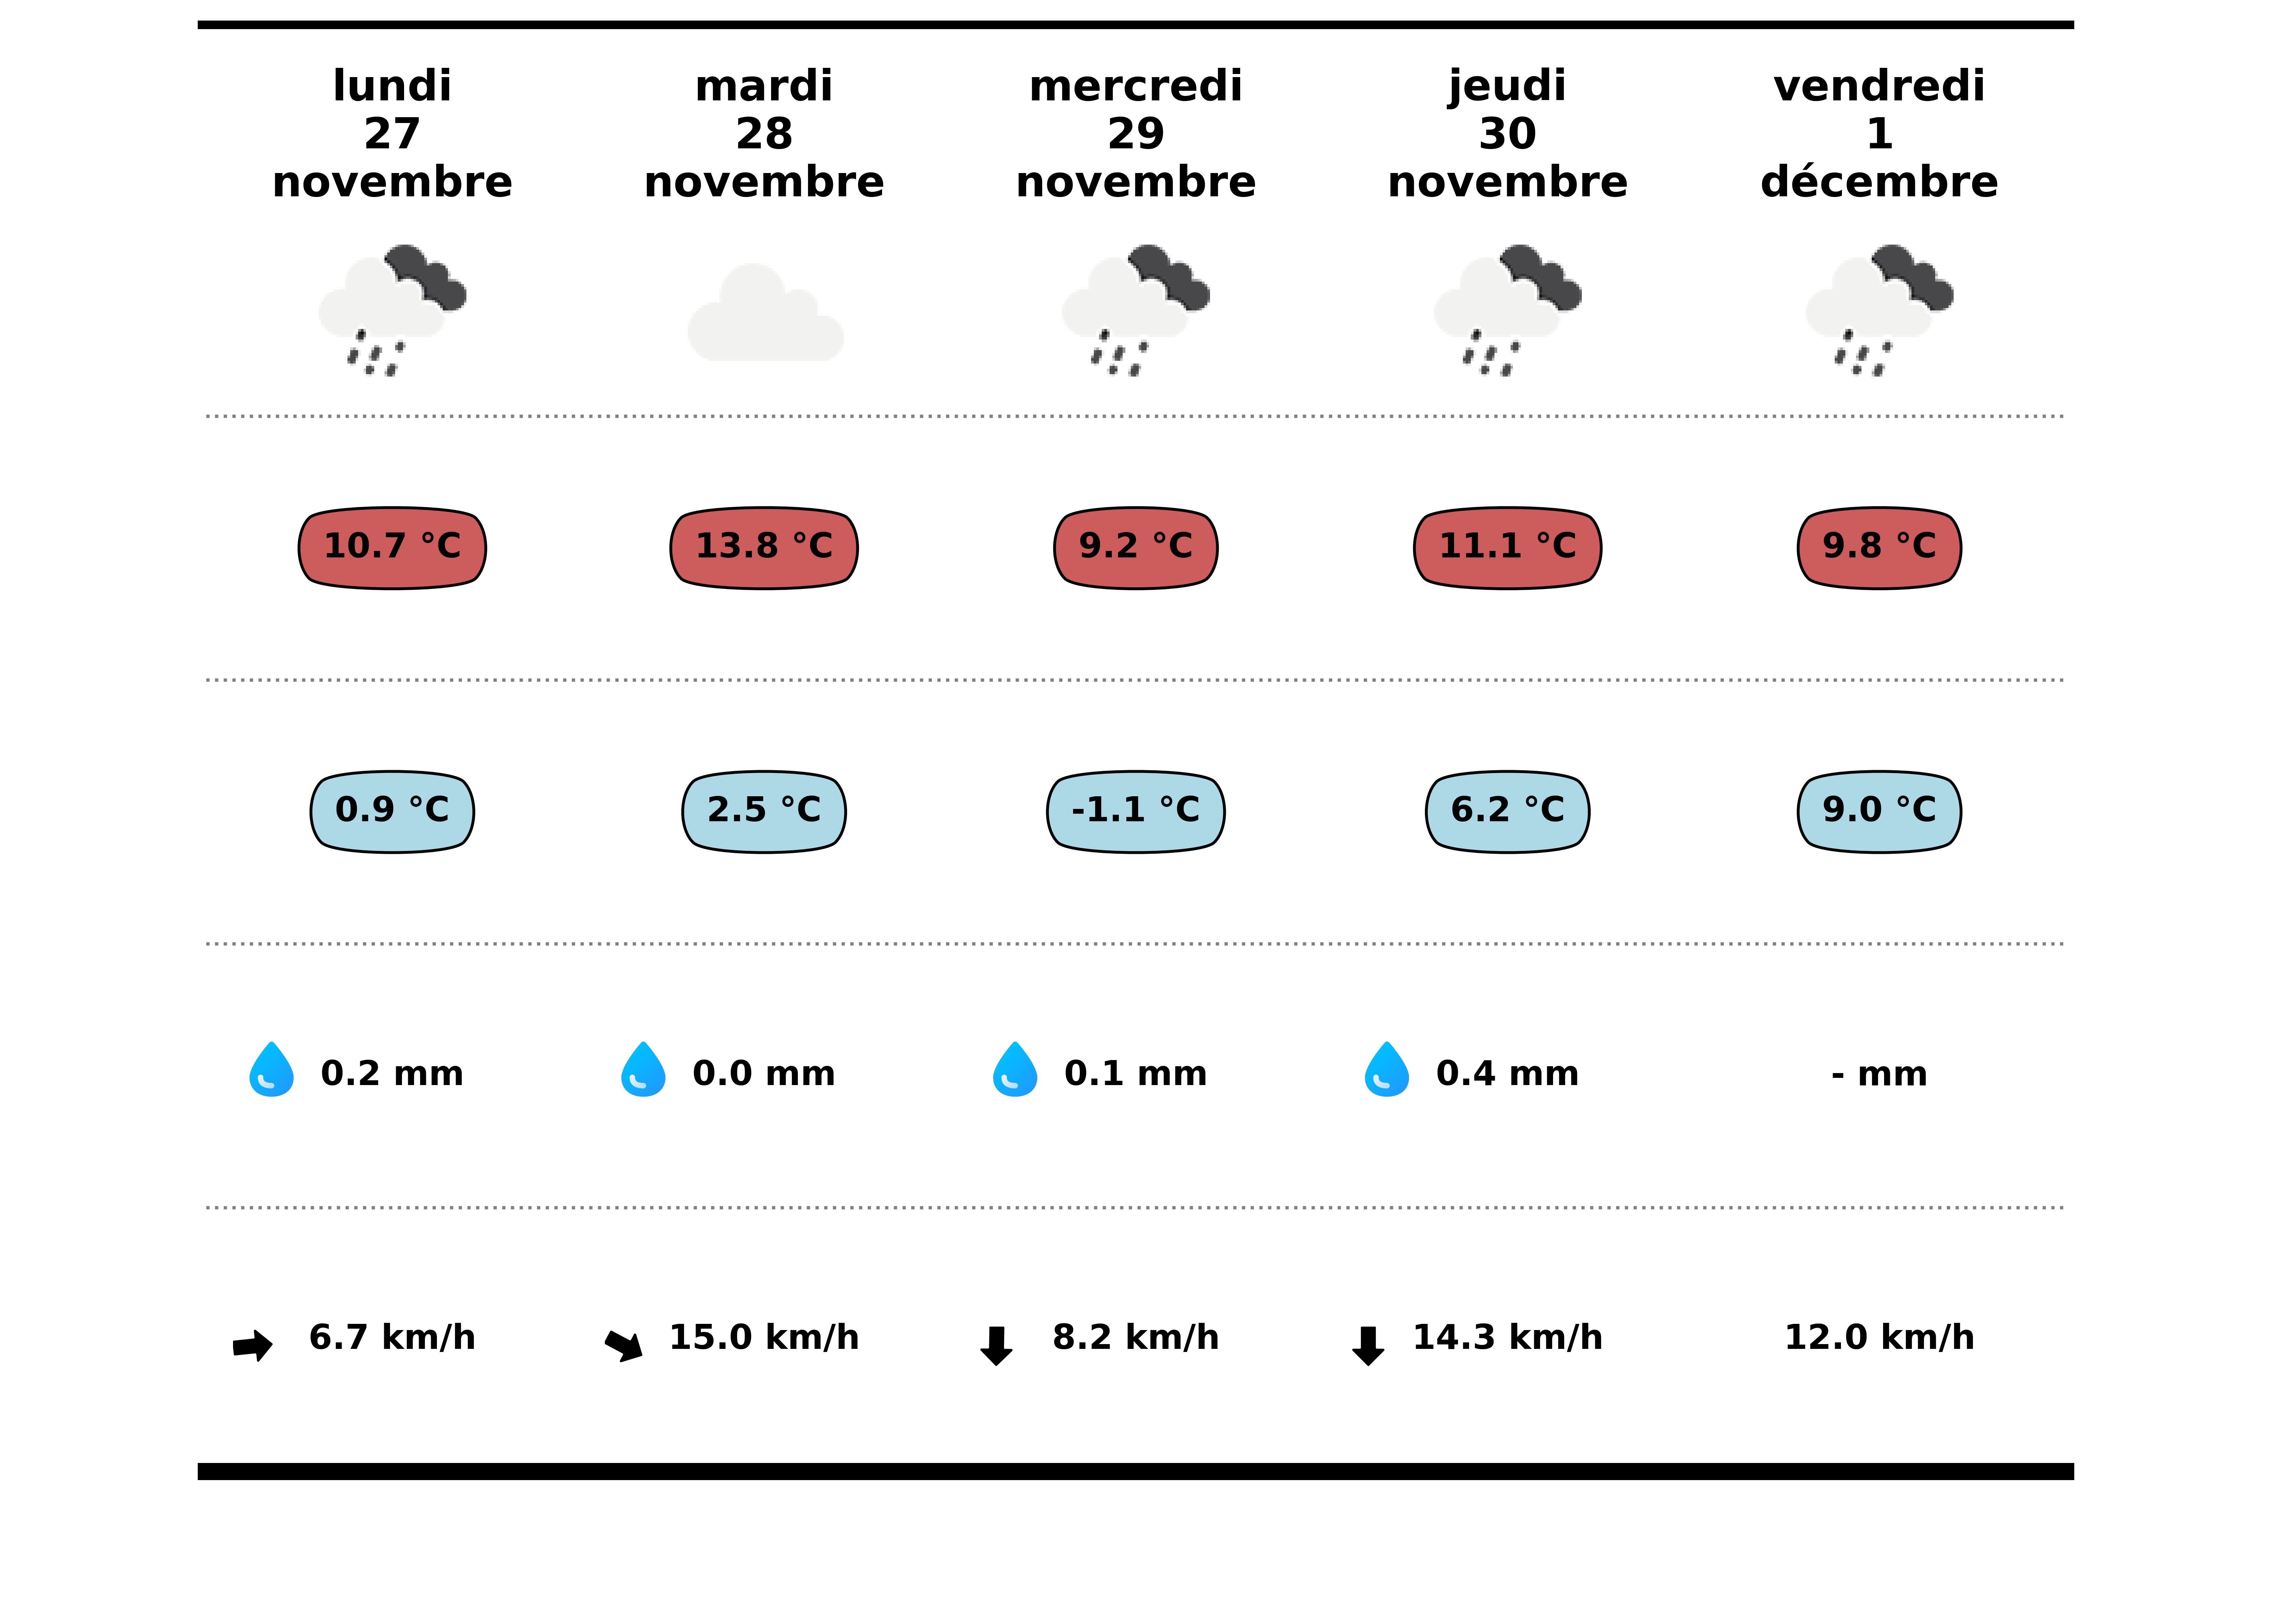 lundi
27
novembre
mardi
28
novembre
mercredi
29
novembre
jeudi
30
novembre
vendredi
1
décembre
10.7 °C
13.8 °C
9.2 °C
11.1 °C
9.8 °C
0.9 °C
2.5 °C
-1.1 °C
6.2 °C
9.0 °C
0.2 mm
0.0 mm
0.1 mm
0.4 mm
- mm
6.7 km/h
15.0 km/h
8.2 km/h
14.3 km/h
12.0 km/h